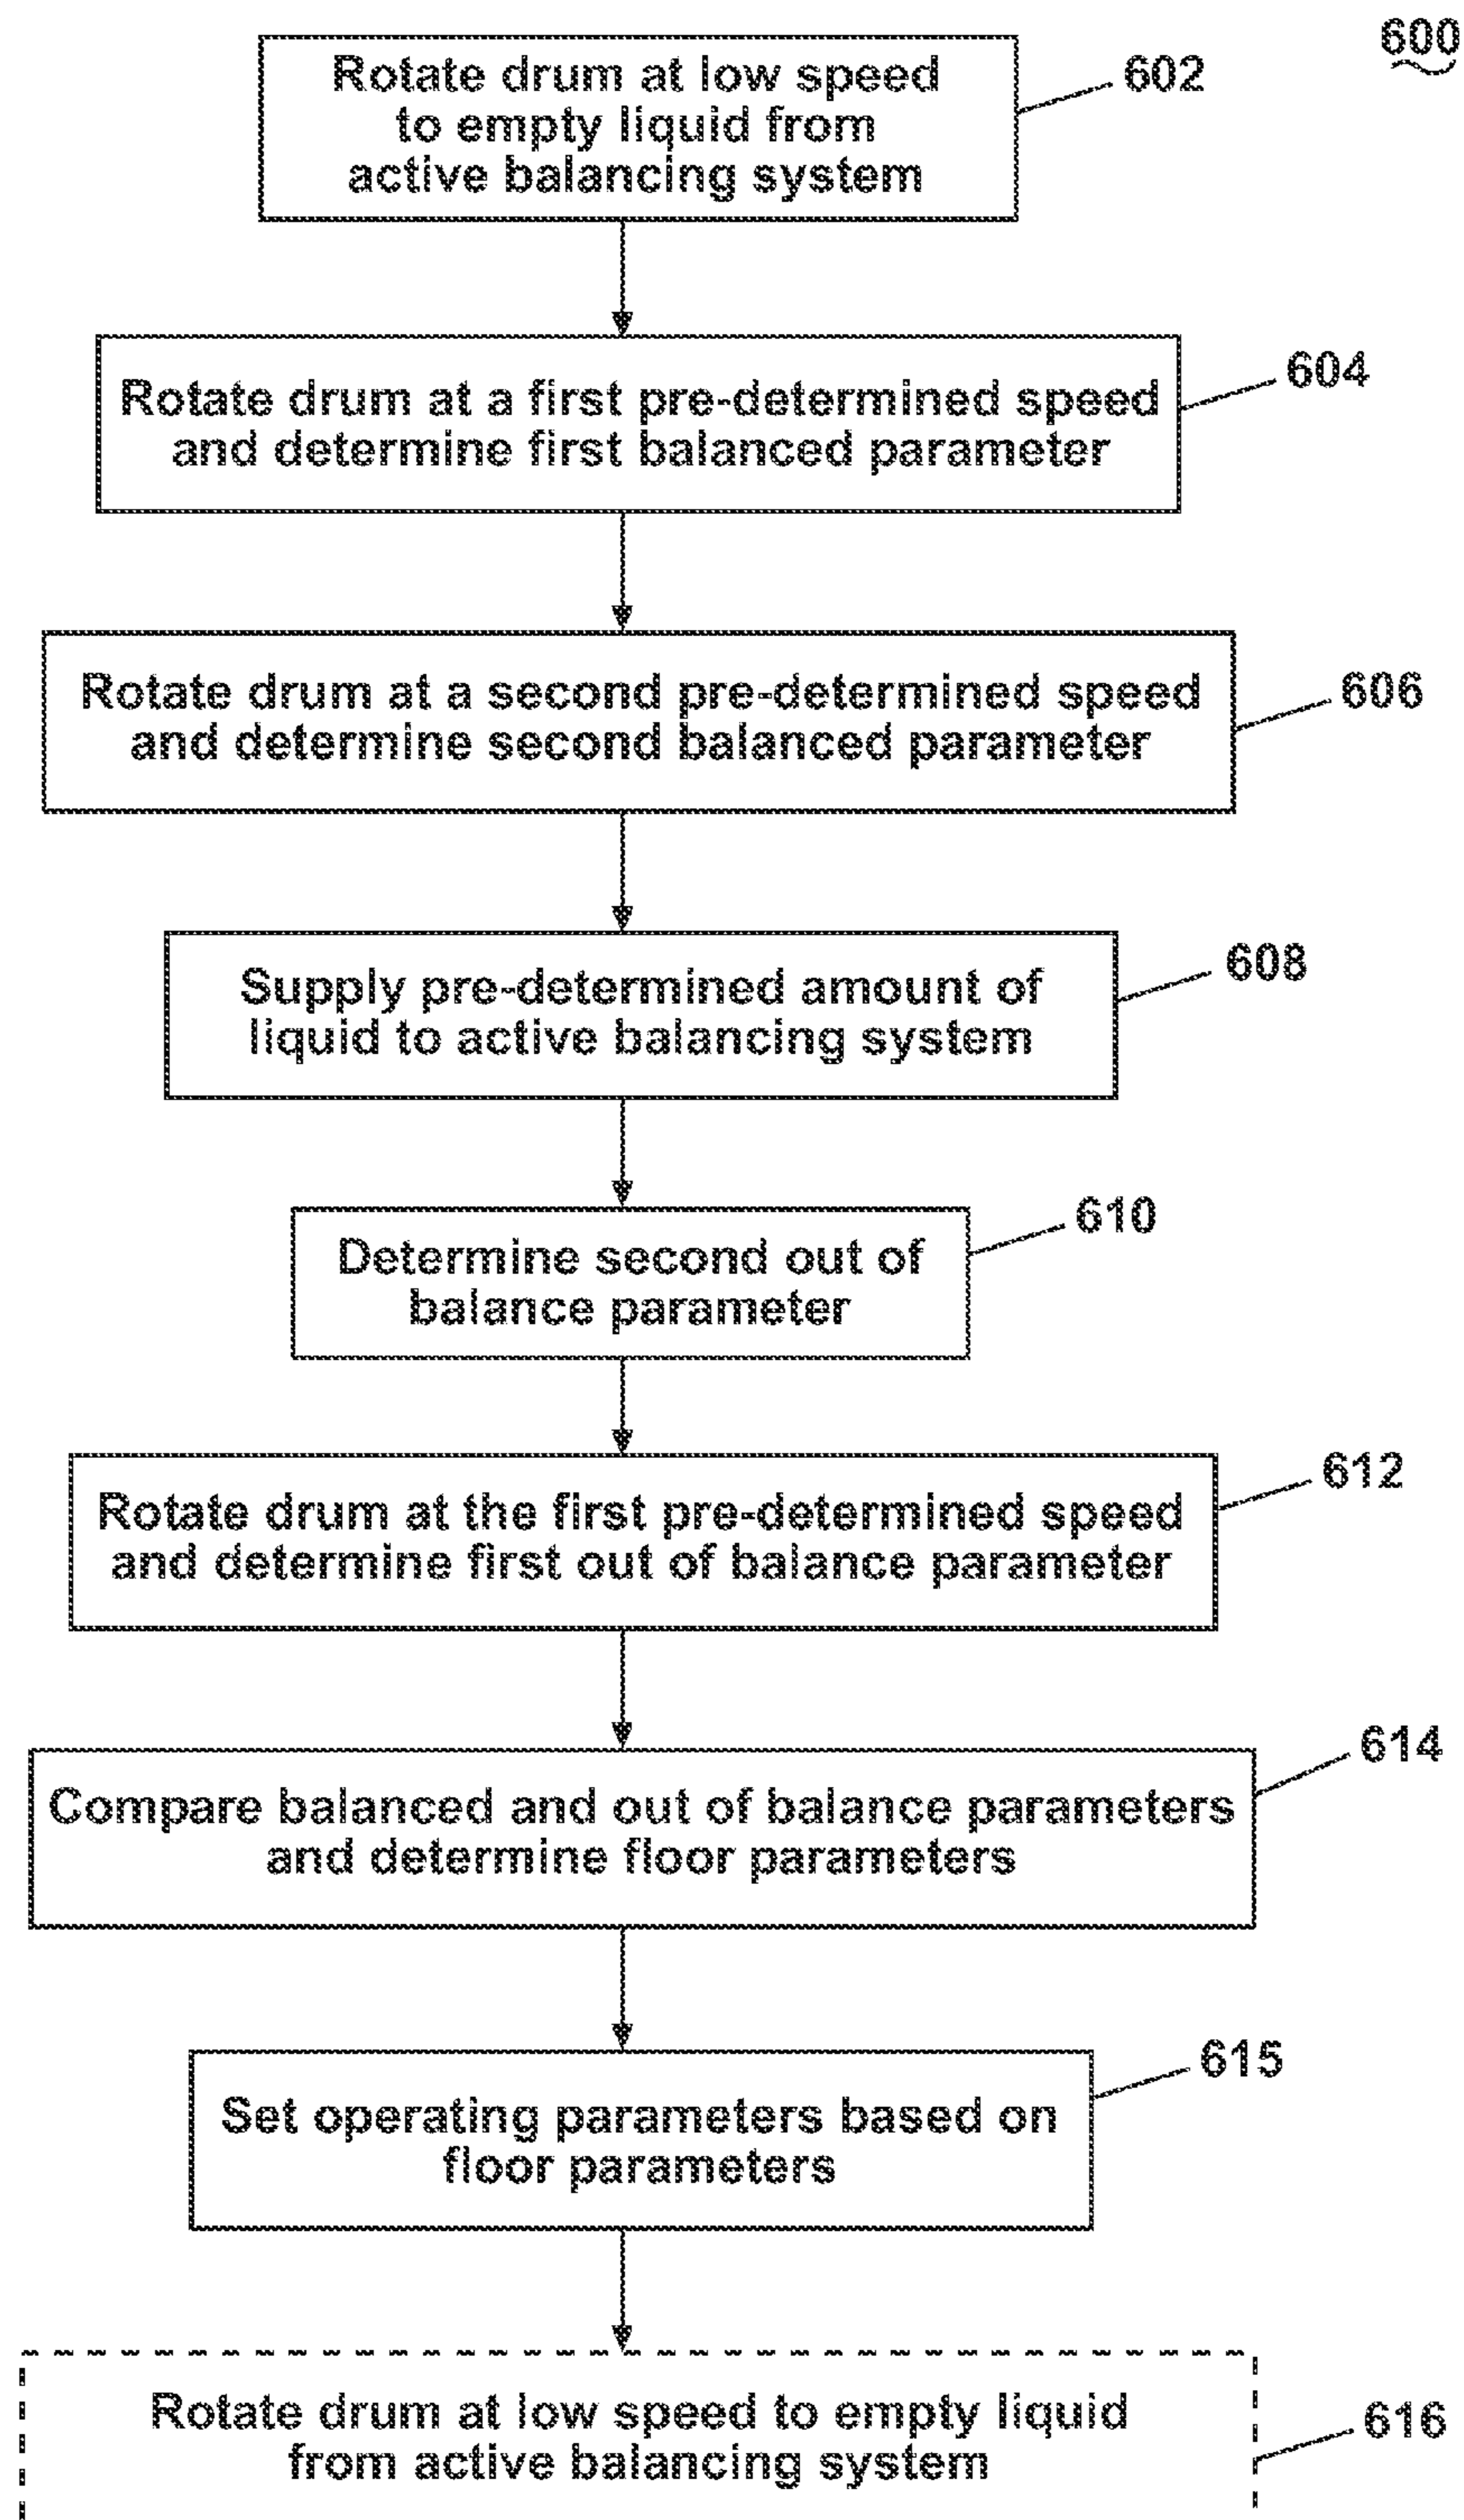 600
Rotate drum at low speed
to empty liquid from
active balancing system
602
Rotate drum at a first pre-determined speed
and determine first balanced parameter
604
Rotate drum at a second pre-determined speed
and determine second balanced parameter
606
Supply pre-determined amount of
liquid to active balancing system
608
Determine second out of
balance parameter
610
Rotate drum at the first pre-determined speed
and determine first out of balance parameter
612
Compare balanced and out of balance parameters
and determine floor parameters
614
Set operating parameters based on
floor parameters
615
Rotate drum at low speed to empty liquid
from active balancing system
616